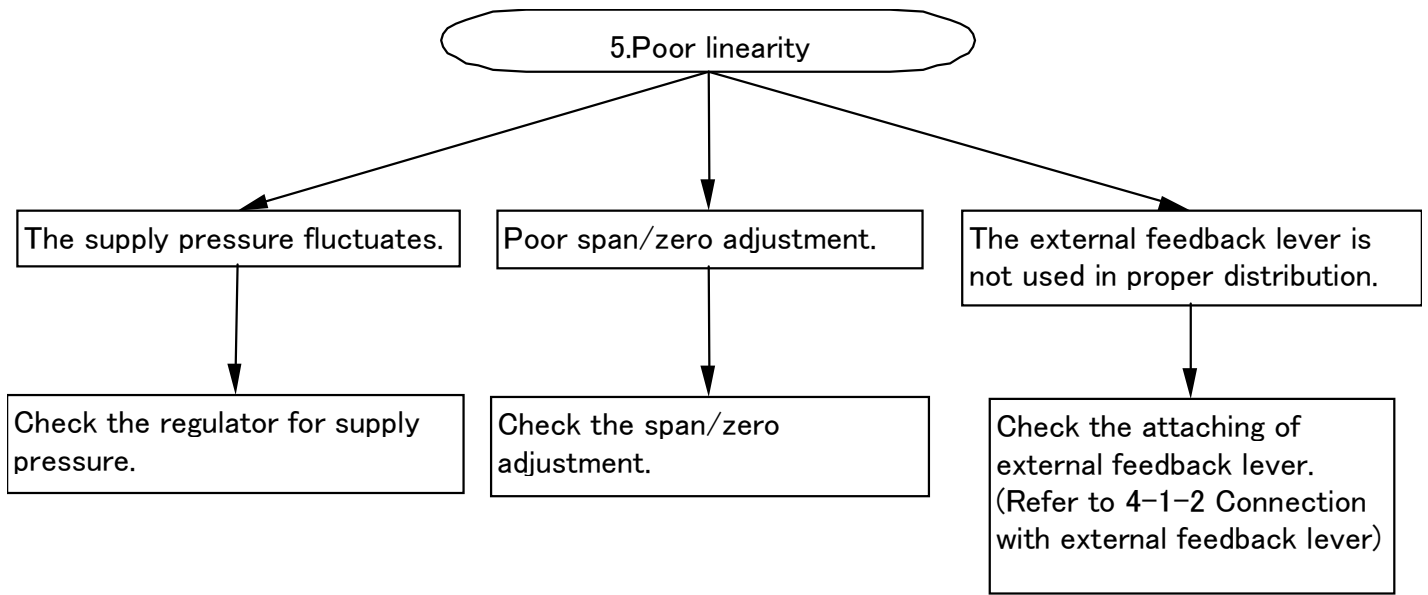 5.Poor linearity
The supply pressure fluctuates.
Poor span/zero adjustment.
The external feedback lever is
not used in proper distribution.
Check the regulator for supply
pressure.
Check the span/zero
adjustment.
Check the attaching of
external feedback lever.
(Refer to 4-1-2 Connection
with external feedback lever)